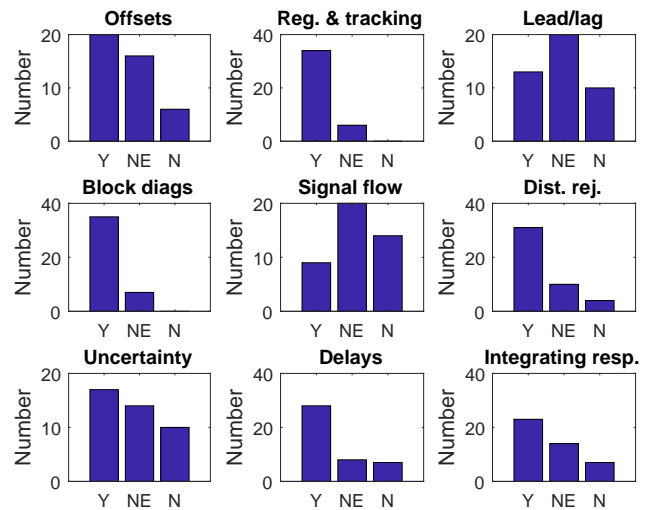 Offsets
Reg. & tracking
Lead/lag
20
10
0
Number
Y NE N
40
20
0
Number
Y NE N
20
10
0
Number
Y NE N
Block diags
Signal flow
Dist. rej.
40
20
0
Number
Y NE N
20
10
0
Number
Y NE N
40
20
0
Number
Y NE N
Uncertainty
Delays
Integrating resp.
20
10
0
Number
Y NE N
40
20
0
Number
Y NE N
40
20
0
Number
Y NE N